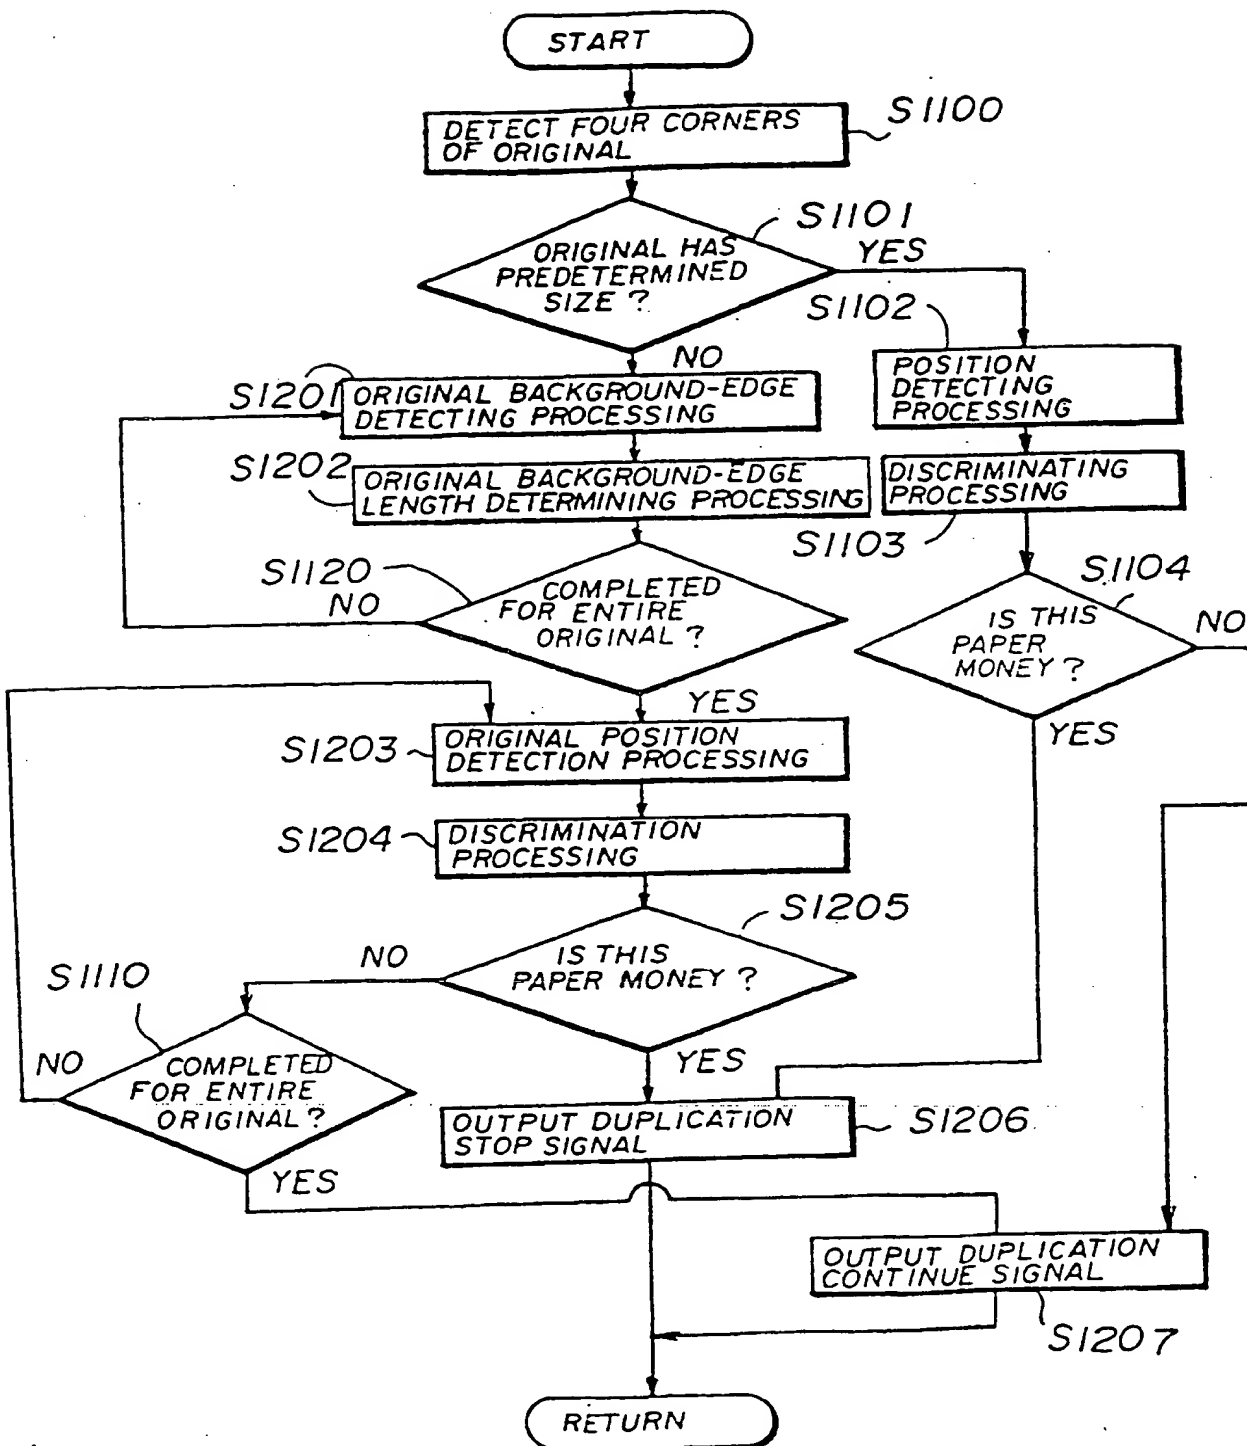 START
DETECT FOUR CORNERS
OF ORIGINAL
S1100
ORIGINAL HAS
PREDETERMINED
SIZE ?
S1101
YES
NO
S1102
POSITION
DETECTING
PROCESSING
S1201
ORIGINAL BACKGROUND-EDGE
DETECTING PROCESSING
S1202
ORIGINAL BACKGROUND-EDGE
LENGTH DETERMINING PROCESSING
DISCRIMINATING
PROCESSING
S1103
S1120
NO
COMPLETED
FOR ENTIRE
ORIGINAL ?
YES
S1104
IS THIS
PAPER
MONEY ?
NO
YES
S1203
ORIGINAL POSITION
DETECTION PROCESSING
S1204
DISCRIMINATION
PROCESSING
S1205
IS THIS
PAPER MONEY ?
NO
YES
S1110
NO
COMPLETED
FOR ENTIRE
ORIGINAL ?
YES
OUTPUT DUPLICATION
STOP SIGNAL
S1206
OUTPUT DUPLICATION
CONTINUE SIGNAL
S1207
RETURN